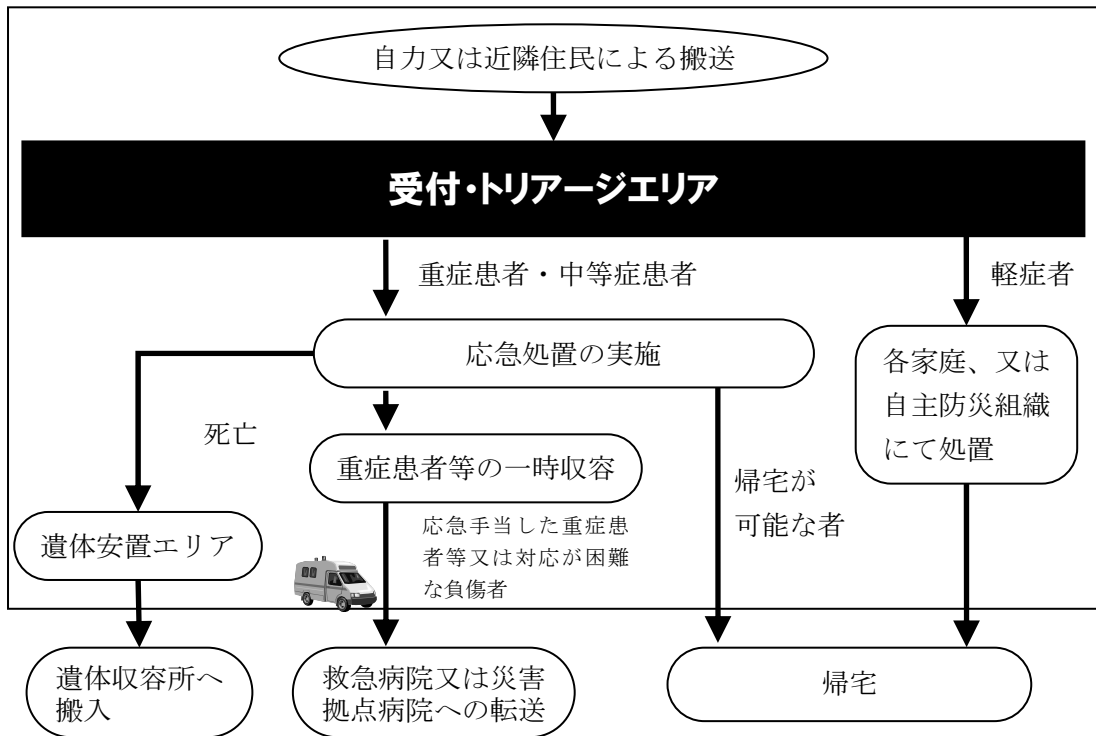 自力又は近隣住民による搬送
受付・トリアージエリア
重症患者・中等症患者
軽症者
応急処置の実施
各家庭、又は
自主防災組織
にて処置
死亡
重症患者等の一時収容
帰宅が
可能な者
応急手当した重症患
者等又は対応が困難
な負傷者
遺体安置エリア
遺体収容所へ
搬入
救急病院又は災害
拠点病院への転送
帰宅